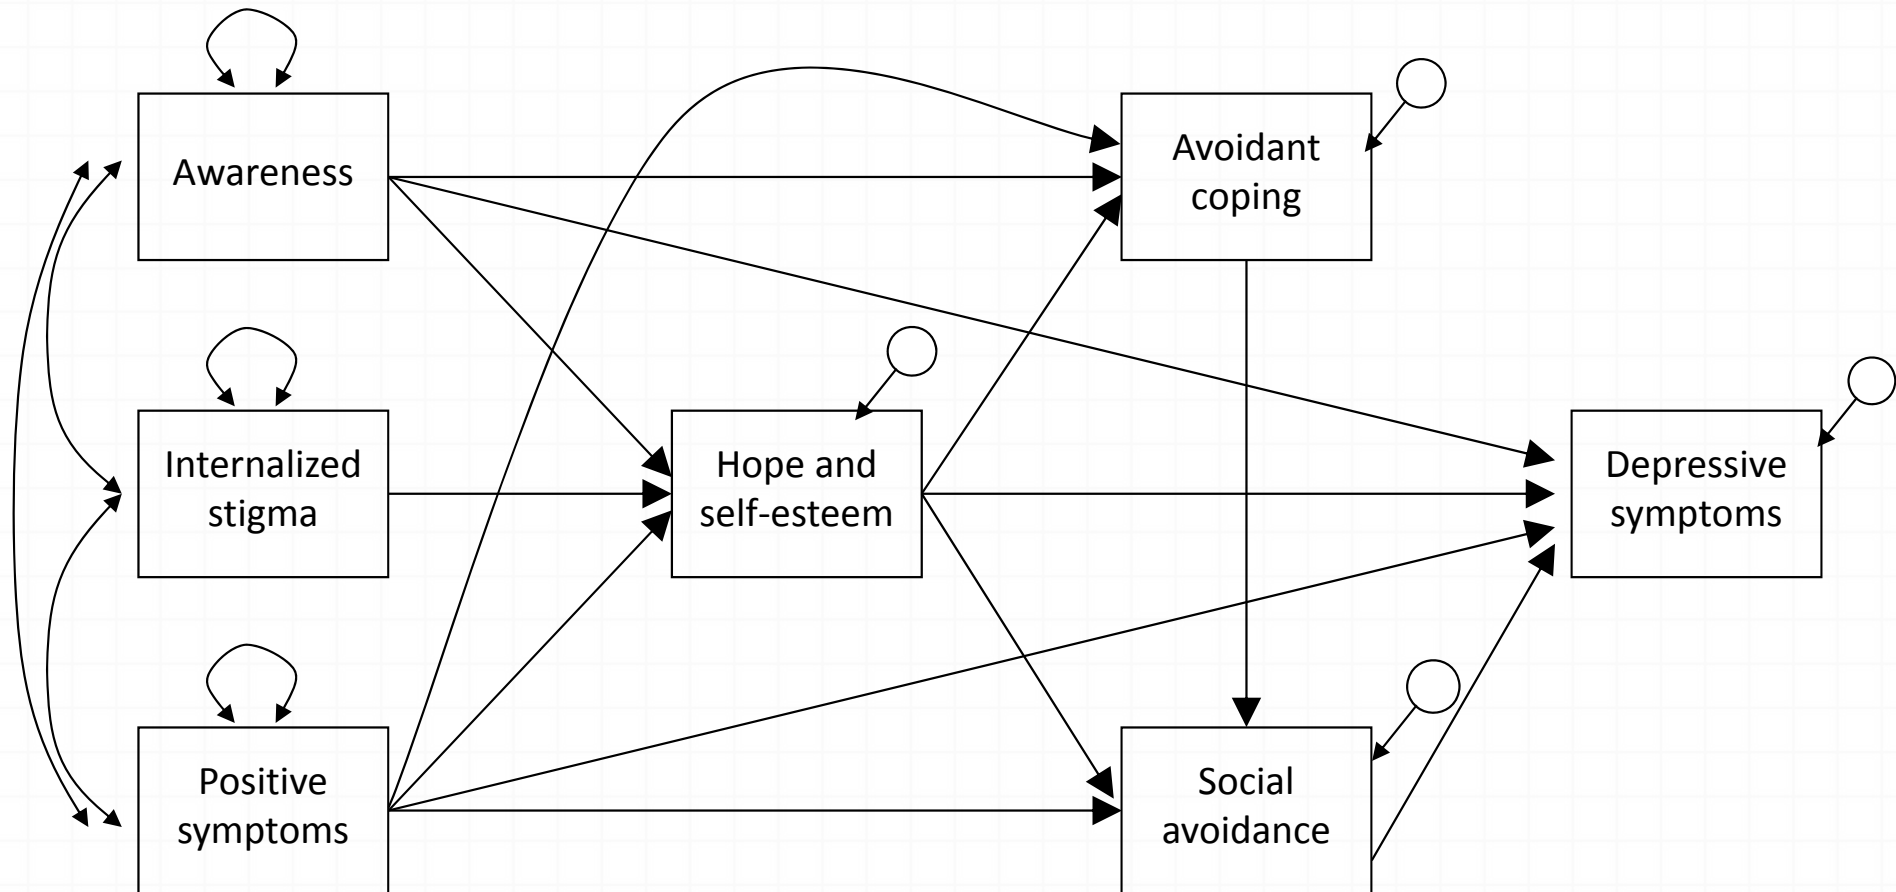 Awareness
Avoidant
coping
Internalized
stigma
Hope and
self-esteem
Depressive
symptoms
Positive
symptoms
Social
avoidance